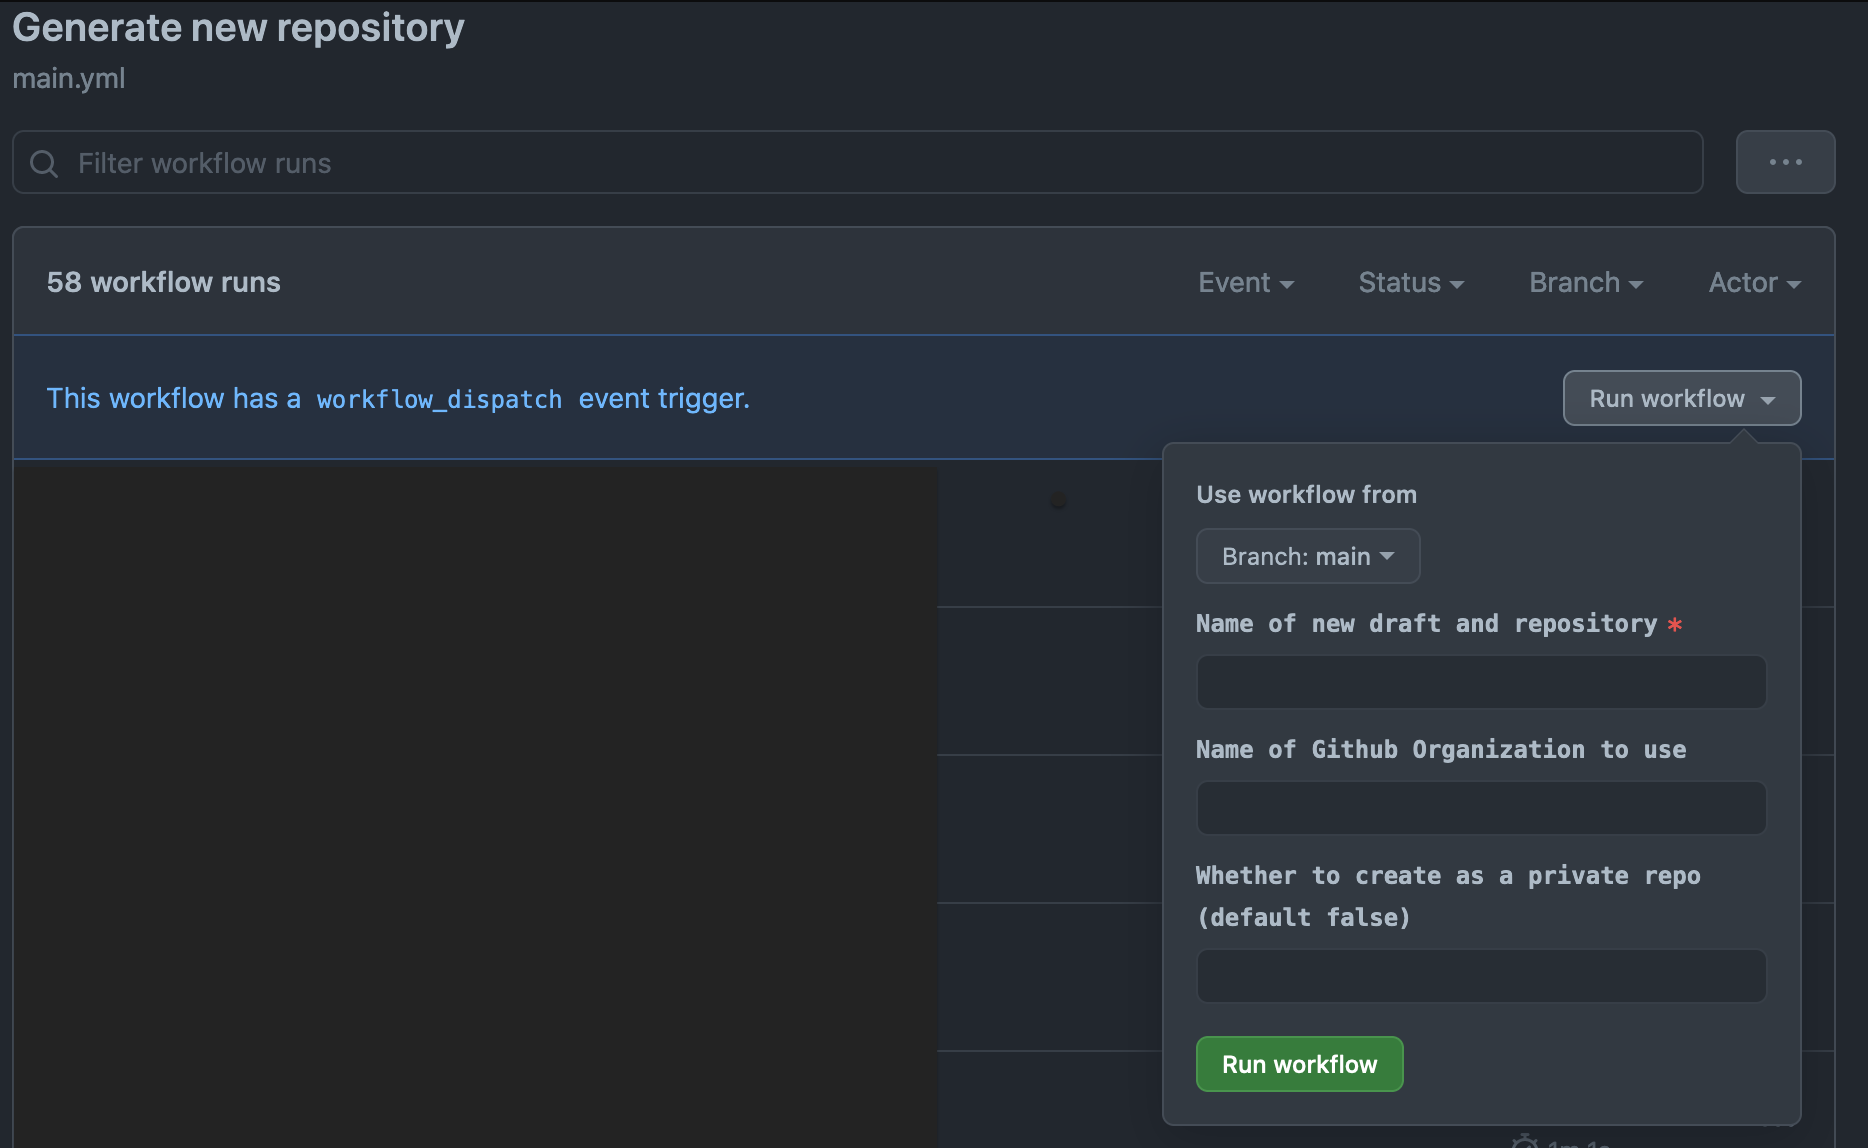 Generate new repository
main.yml
Filter workflow runs
58 workflow runs
Event
Status
Branch
Actor
This workflow has a workflow_dispatch event trigger.
Run workflow
Use workflow from
Branch: main
Name of new draft and repository *
Name of Github Organization to use
Whether to create as a private repo
(default false)
Run workflow